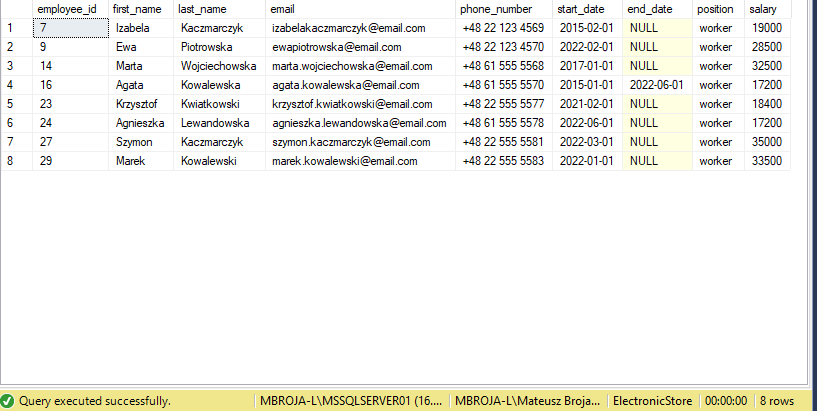 employee_id first_name last_name email phone_number start_date end_date position salary
1 7 Izabela Kaczmarczyk izabelakaczmarczyk@email.com +48 22 123 4569 2015-02-01 NULL worker 19000
2 9 Ewa Piotrowska ewapiotrowska@email.com +48 22 123 4570 2022-02-01 NULL worker 28500
3 14 Marta Wojciechowska marta.wojciechowska@email.com +48 61 555 5568 2017-01-01 NULL worker 32500
4 16 Agata Kowalewska agata.kowalewska@email.com +48 61 555 5570 2015-01-01 2022-06-01 worker 17200
5 23 Krzysztof Kwiatkowski krzysztof.kwiatkowski@email.com +48 22 555 5577 2021-02-01 NULL worker 18400
6 24 Agnieszka Lewandowska agnieszka.lewandowska@email.com +48 61 555 5578 2022-06-01 NULL worker 17200
7 27 Szymon Kaczmarczyk szymon.kaczmarczyk@email.com +48 22 555 5581 2022-03-01 NULL worker 35000
8 29 Marek Kowalewski marek.kowalewski@email.com +48 22 555 5583 2022-01-01 NULL worker 33500
Query executed successfully. MBROJA-L\MSSQLSERVER01 (16.... MBROJA-L\Mateusz Broja... ElectronicStore 00:00:00 8 rows